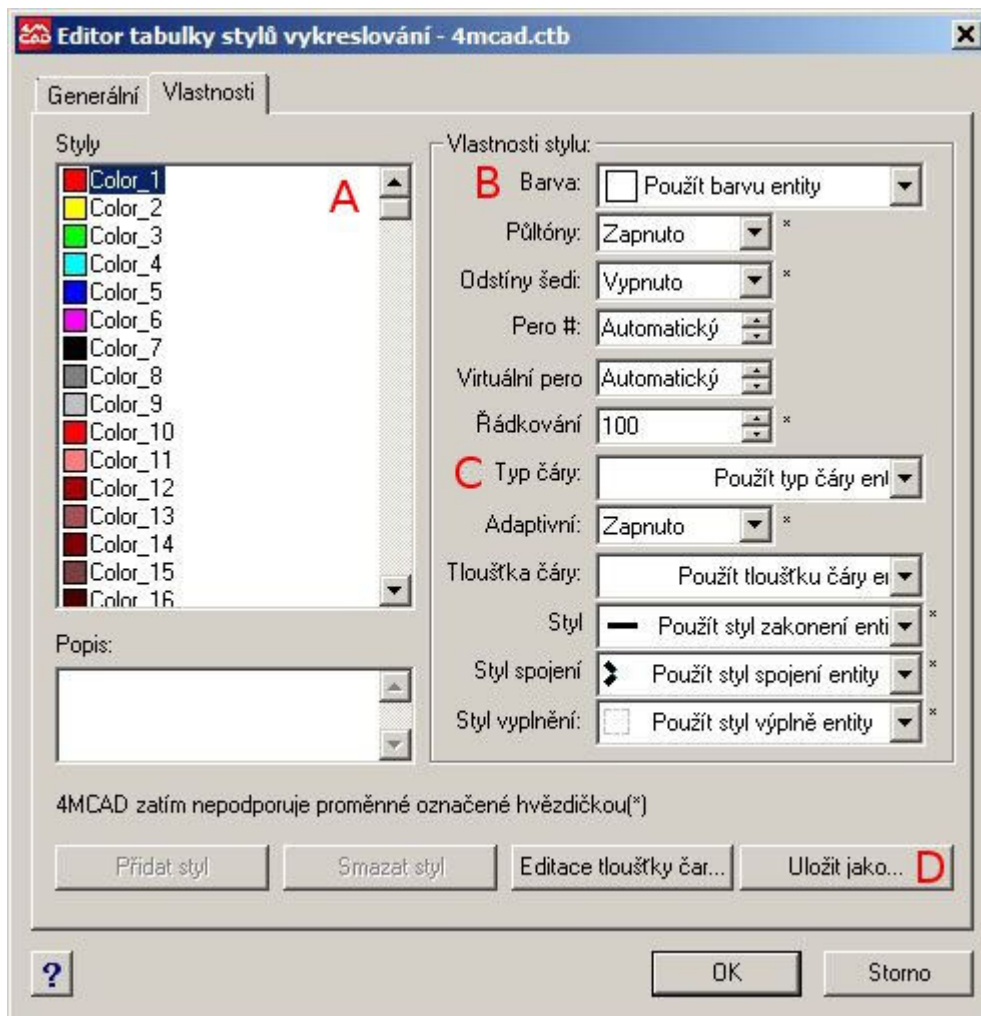 4M CAD
Editor tabulky stylů vykreslování - 4mcad.ctb
Generální Vlastnosti
Styly
Color_1
Color_2
Color_3
Color_4
Color_5
Color_6
Color_7
Color_8
Color_9
Color_10
Color_11
Color_12
Color_13
Color_14
Color_15
Color_16
A
Popis:
Vlastnosti stylu:
B Barva: Použít barvu entity
Půltóny: Zapnuto *
Odstíny šedi: Vypnuto *
Pero #: Automatický
Virtuální pero Automatický
Řádkování 100 *
C Typ čáry: Použít typ čáry ent
Adaptivní: Zapnuto *
Tloušťka čáry: Použít tloušťku čáry er
Styl Použít styl zakonení enti *
Styl spojení Použít styl spojení entity *
Styl vyplnění: Použít styl výplně entity *
4MCAD zatím nepodporuje proměnné označené hvězdičkou(*)
Přidat styl Smazat styl Editace tloušťky čar... Uložit jako... D
? OK Storno